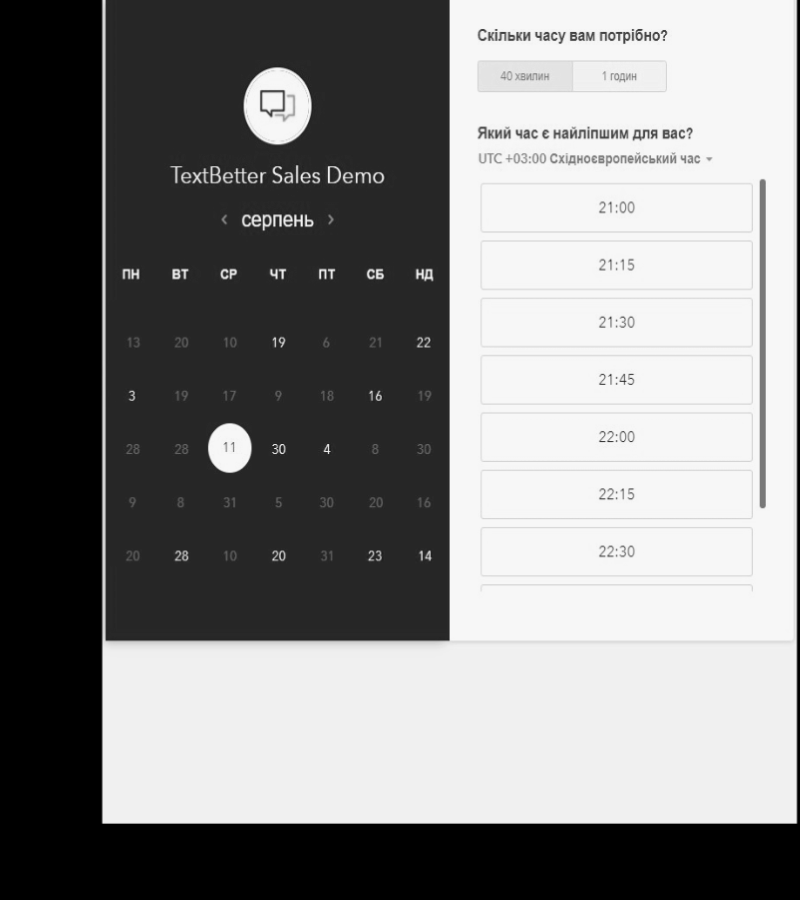 TextBetter Sales Demo
‹ серпень ›
ПН ВТ СР ЧТ ПТ СБ НД
13 20 10 19 6 21 22
3 19 17 9 18 16 19
28 28 11 30 4 8 30
9 8 31 5 30 20 16
20 28 10 20 31 23 14
Скільки часу вам потрібно?
40 хвилин 1 годин
Який час є найліпшим для вас?
UTC +03:00 Східноєвропейський час
21:00
21:15
21:30
21:45
22:00
22:15
22:30